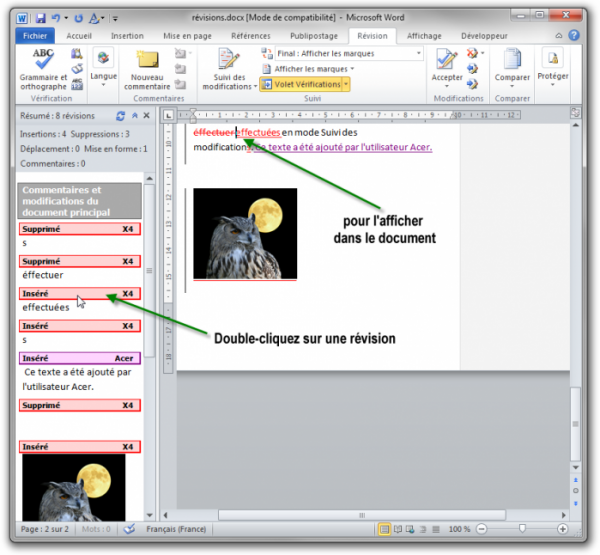 révisions.docx [Mode de compatibilité] - Microsoft Word
Fichier Accueil Insertion Mise en page Références Publipostage Révision Affichage Développeur
ABC
Grammaire et orthographe
Vérification
Langue
Nouveau commentaire
Commentaires
Suivi des modifications
Final : Afficher les marques
Afficher les marques
Volet Vérifications
Suivi
Accepter
Modifications
Comparer
Comparer
Protéger
Résumé : 8 révisions
Insertions : 4 Suppressions : 3
Déplacement : 0 Mise en forme : 1
Commentaires : 0
Commentaires et
modifications du
document principal
Supprimé X4
s
Supprimé X4
éffectuer
Inséré X4
effectuées
Inséré X4
s
Inséré Acer
Ce texte a été ajouté par
l'utilisateur Acer.
Supprimé X4
Inséré X4
éffectuer effectuées en mode Suivi des
modifications. Ce texte a été ajouté par l'utilisateur Acer.
pour l'afficher
dans le document
Double-cliquez sur une révision
Page : 2 sur 2 Mots : 0 Français (France) 100 %